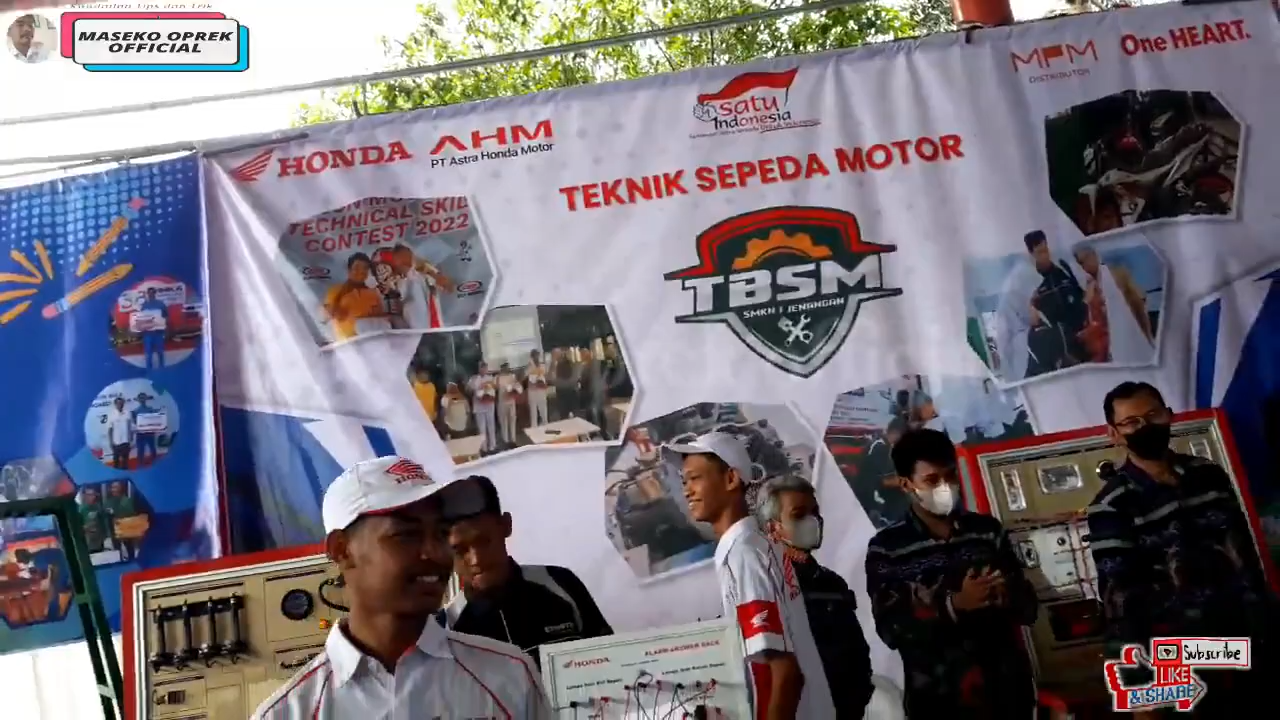 MASEKO OPREK
OFFICIAL
HONDA
AHM
PT Astra Honda Motor
satu
Indonesia
MPM
DISTRIBUTOR
One HEART.
TEKNIK SEPEDA MOTOR
TECHNICAL SKIL
CONTEST 2022
TBSM
SMKN 1 JENANGAN
HONDA
Subscribe
LIKE
& SHARE